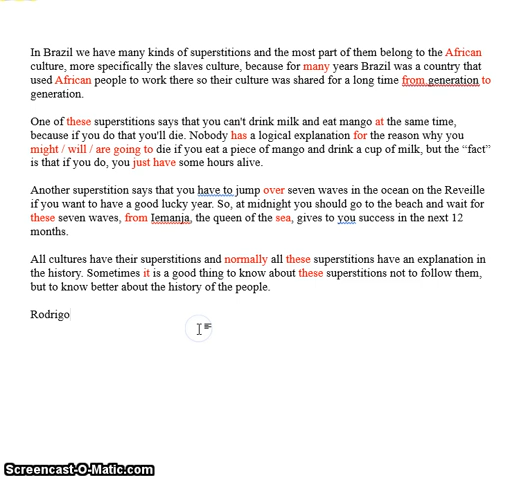 In Brazil we have many kinds of superstitions and the most part of them belong to the African
culture, more specifically the slaves culture, because for many years Brazil was a country that
used African people to work there so their culture was shared for a long time from generation to
generation.
One of these superstitions says that you can't drink milk and eat mango at the same time,
because if you do that you'll die. Nobody has a logical explanation for the reason why you
might / will / are going to die if you eat a piece of mango and drink a cup of milk, but the “fact”
is that if you do, you just have some hours alive.
Another superstition says that you have to jump over seven waves in the ocean on the Reveille
if you want to have a good lucky year. So, at midnight you should go to the beach and wait for
these seven waves, from Iemanja, the queen of the sea, gives to you success in the next 12
months.
All cultures have their superstitions and normally all these superstitions have an explanation in
the history. Sometimes it is a good thing to know about these superstitions not to follow them,
but to know better about the history of the people.
Rodrigo
Screencast-O-Matic.com